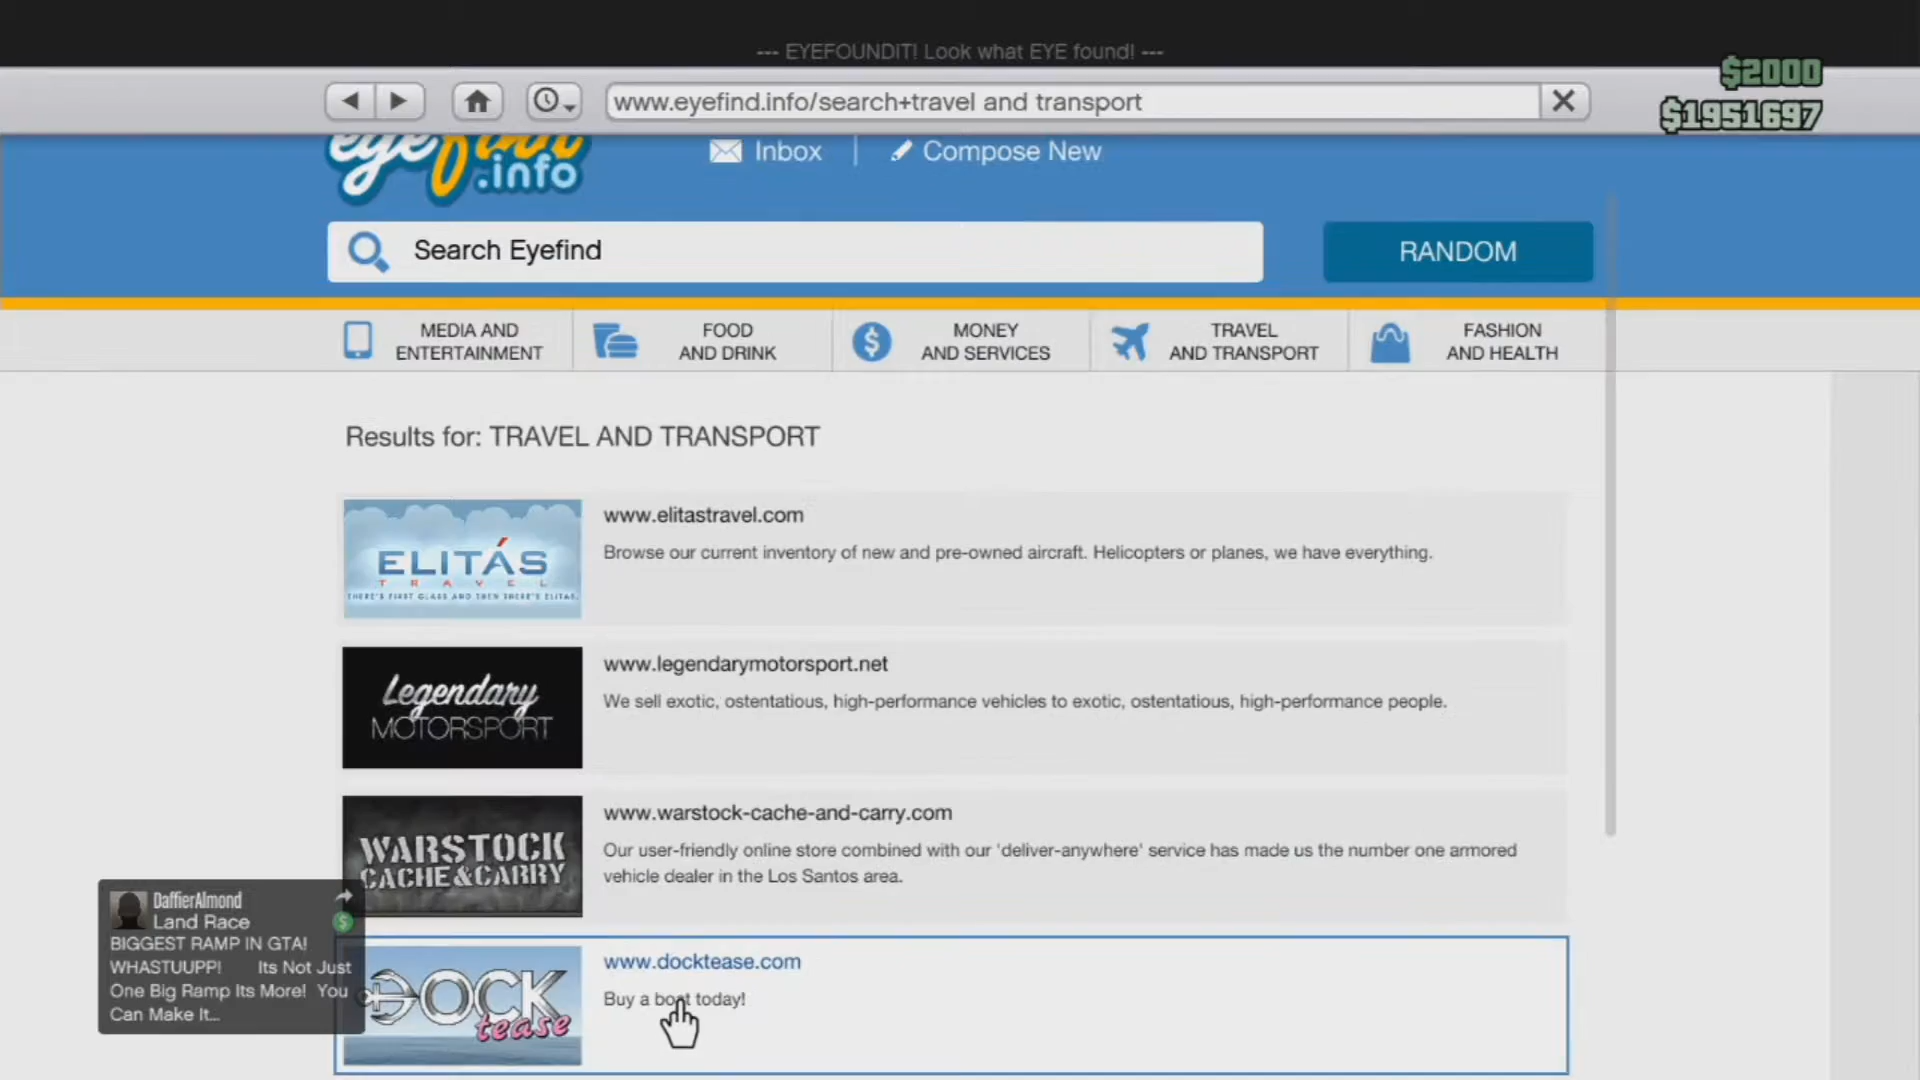 --- EYEFOUNDIT! Look what EYE found! ---
$2000
$1951697
www.eyefind.info/search+travel and transport
eyefind
.info
Inbox
Compose New
Search Eyefind
RANDOM
MEDIA AND
ENTERTAINMENT
FOOD
AND DRINK
MONEY
AND SERVICES
TRAVEL
AND TRANSPORT
FASHION
AND HEALTH
Results for: TRAVEL AND TRANSPORT
ELITÁS
TRAVEL
THERE'S FIRST CLASS AND THEN THERE'S ELITAS.
www.elitastravel.com
Browse our current inventory of new and pre-owned aircraft. Helicopters or planes, we have everything.
Legendary
MOTORSPORT
www.legendarymotorsport.net
We sell exotic, ostentatious, high-performance vehicles to exotic, ostentatious, high-performance people.
WARSTOCK
CACHE&CARRY
www.warstock-cache-and-carry.com
Our user-friendly online store combined with our 'deliver-anywhere' service has made us the number one armored
vehicle dealer in the Los Santos area.
DOCK
tease
www.docktease.com
Buy a boat today!
DaffierAlmond
Land Race
BIGGEST RAMP IN GTA!
WHASTUUPP! Its Not Just
One Big Ramp Its More! You
Can Make It...